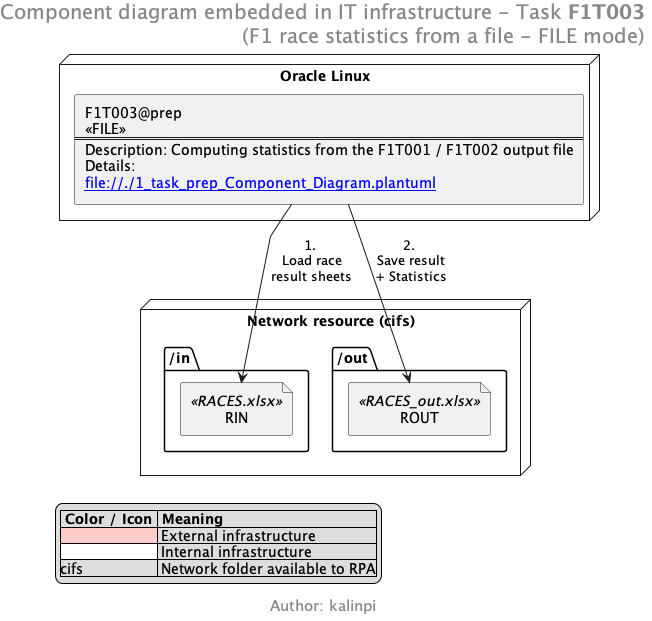 Component diagram embedded in IT infrastructure - Task F1T003
(F1 race statistics from a file - FILE mode)
Oracle Linux
F1T003@prep
«FILE»
Description: Computing statistics from the F1T001 / F1T002 output file
Details:
file://./1_task_prep_Component_Diagram.plantuml
1.
Load race
result sheets
2.
Save result
+ Statistics
Network resource (cifs)
/in
/out
«RACES.xlsx»
RIN
«RACES_out.xlsx»
ROUT
Color / Icon Meaning
External infrastructure
Internal infrastructure
cifs Network folder available to RPA
Author: kalinpi